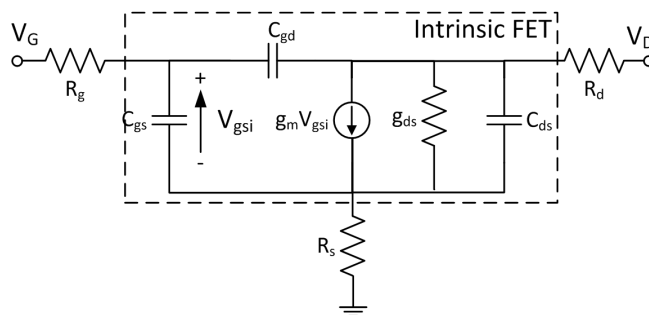 V_G
R_g
C_gd
Intrinsic FET
V_D
R_d
C_gs
+
V_gsi
-
g_mV_gsi
g_ds
C_ds
R_s